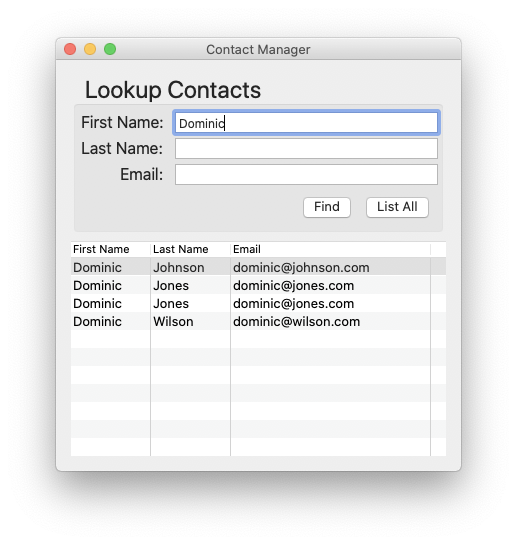 Contact Manager
Lookup Contacts
First Name: Dominic
Last Name:
Email:
Find List All
First Name Last Name Email
Dominic Johnson dominic@johnson.com
Dominic Jones dominic@jones.com
Dominic Jones dominic@jones.com
Dominic Wilson dominic@wilson.com